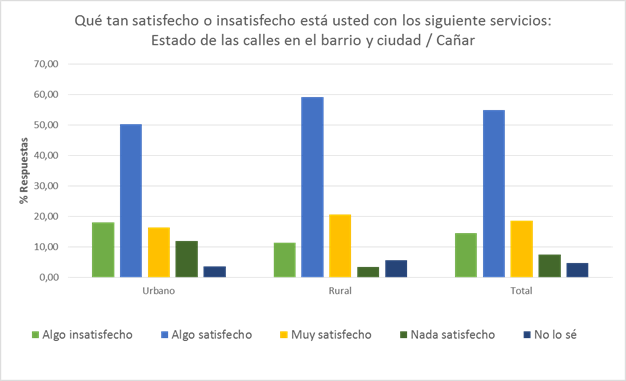 Qué tan satisfecho o insatisfecho está usted con los siguiente servicios:
Estado de las calles en el barrio y ciudad / Cañar
70,00
60,00
50,00
40,00
30,00
20,00
10,00
0,00
% Respuestas
Urbano Rural Total
Algo insatisfecho Algo satisfecho Muy satisfecho Nada satisfecho No lo sé